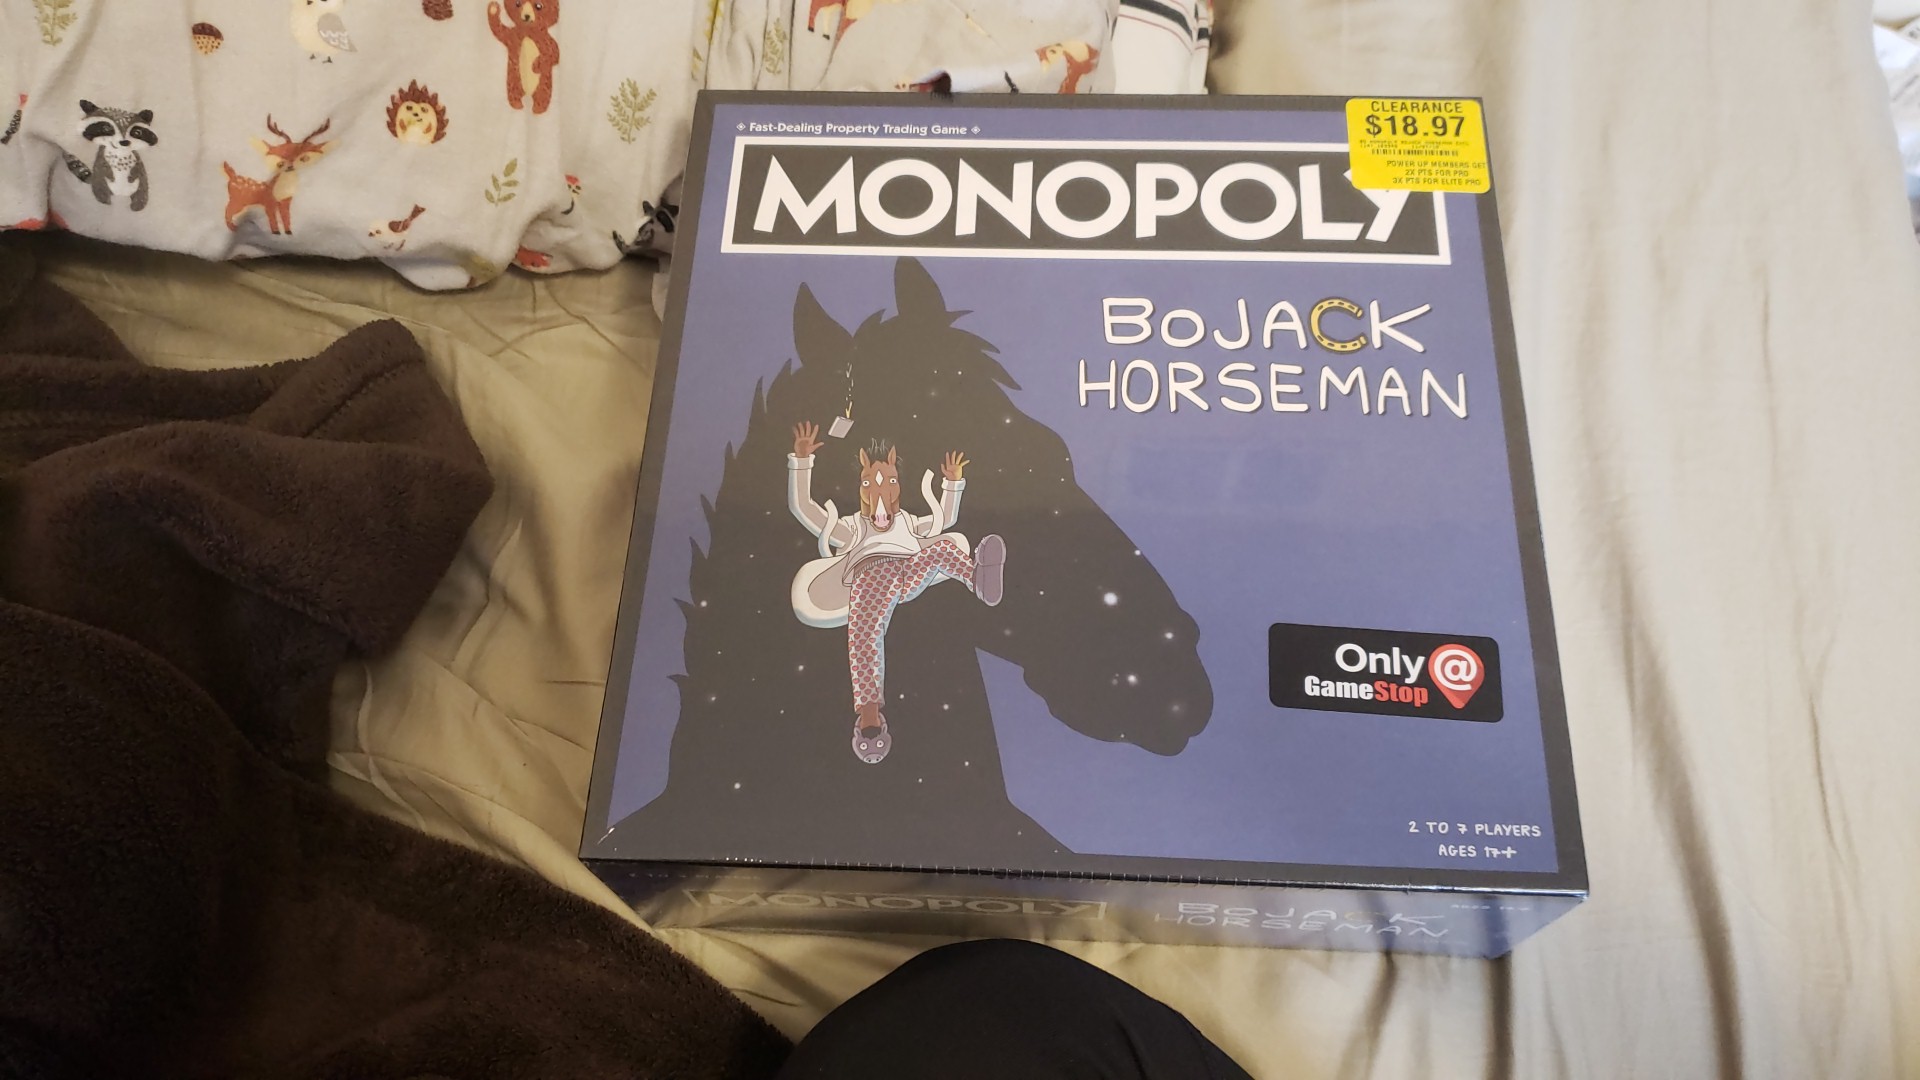 Fast-Dealing Property Trading Game
CLEARANCE
$18.97
POWER UP MEMBERS GET
2X PTS FOR PRO
3X PTS FOR ELITE PRO
MONOPOLY
BoJACK
HORSEMAN
Only @
GameStop
2 TO 7 PLAYERS
AGES 17+
MONOPOLY
BOJACK
HORSEMAN